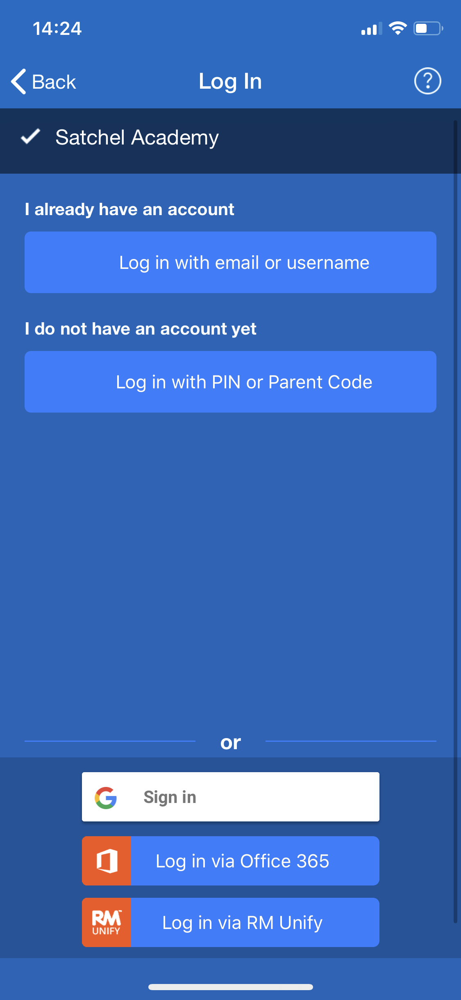 14:24
Back
Log In
?
Satchel Academy
I already have an account
Log in with email or username
I do not have an account yet
Log in with PIN or Parent Code
or
G
Sign in
Log in via Office 365
RM™
UNIFY
Log in via RM Unify